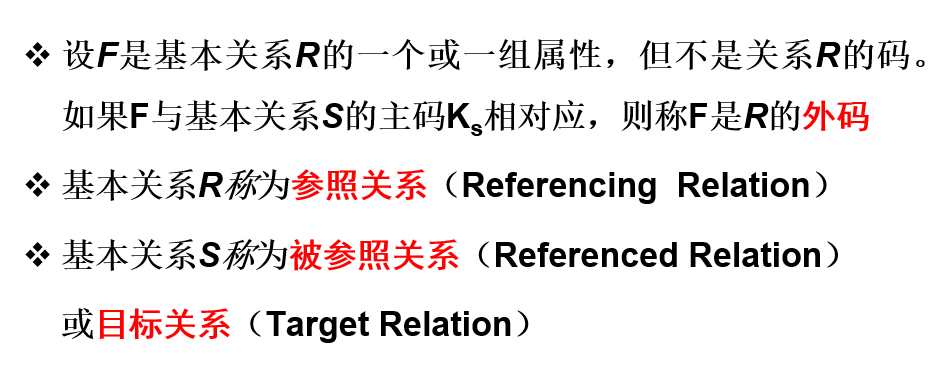 ❖ 设F是基本关系R的一个或一组属性，但不是关系R的码。
如果F与基本关系S的主码Ks相对应，则称F是R的外码
❖ 基本关系R称为参照关系（Referencing Relation）
❖ 基本关系S称为被参照关系（Referenced Relation）
或目标关系（Target Relation）